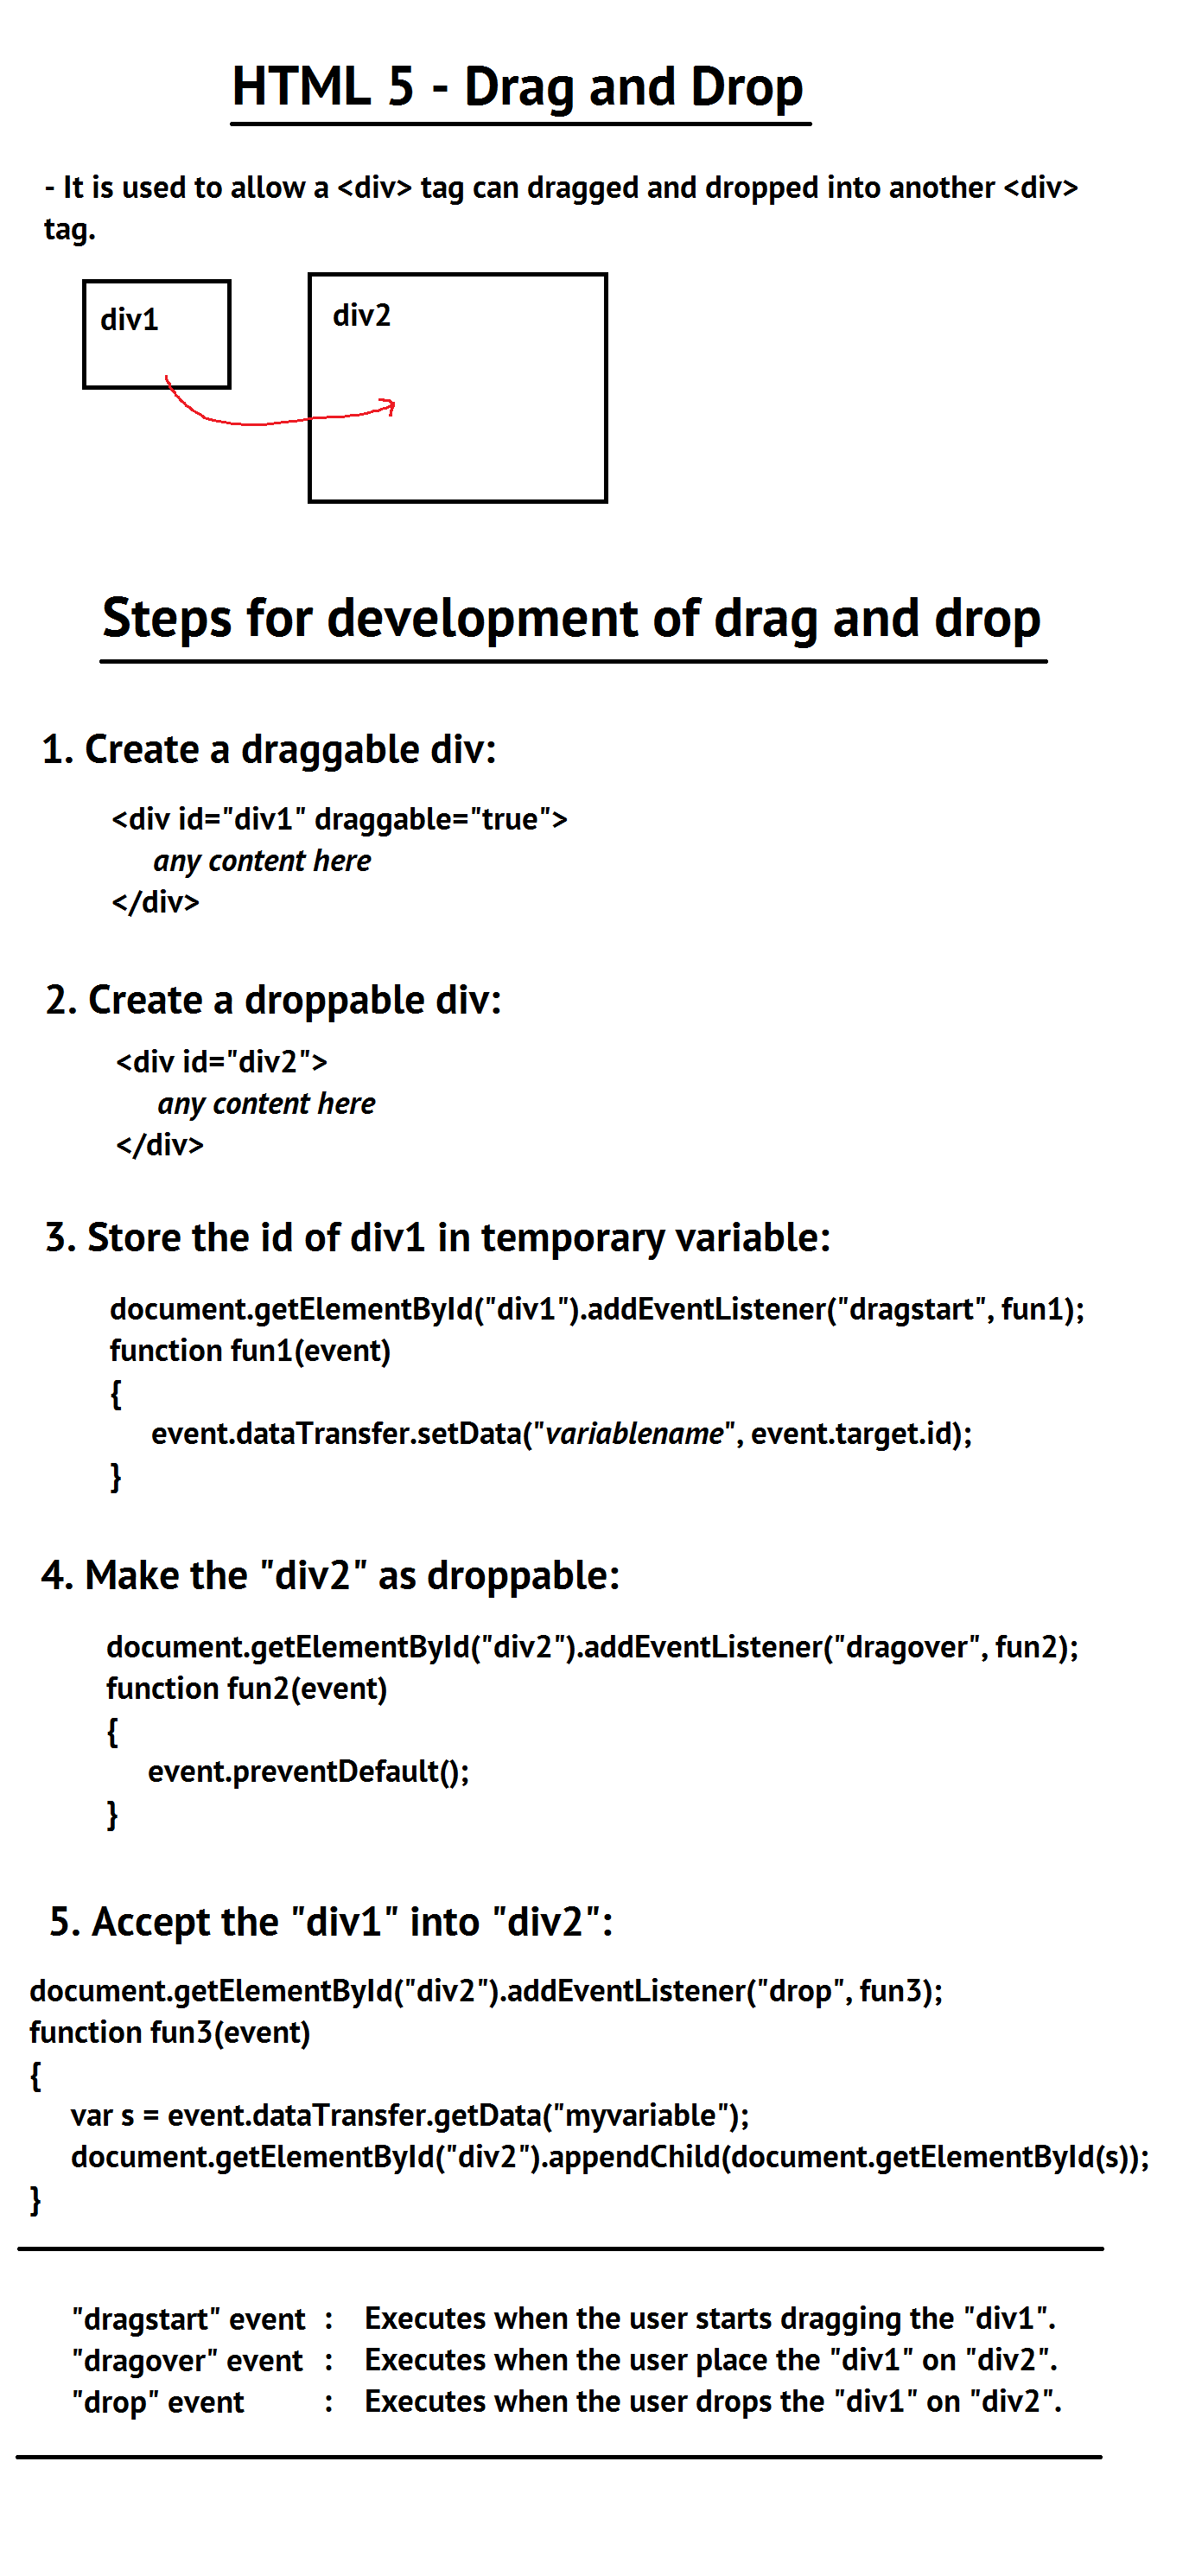 HTML 5 - Drag and Drop
- It is used to allow a <div> tag can dragged and dropped into another <div>
tag.
div1
div2
Steps for development of drag and drop
1. Create a draggable div:
<div id="div1" draggable="true">
any content here
</div>
2. Create a droppable div:
<div id="div2">
any content here
</div>
3. Store the id of div1 in temporary variable:
document.getElementById("div1").addEventListener("dragstart", fun1);
function fun1(event)
{
event.dataTransfer.setData("variablename", event.target.id);
}
4. Make the "div2" as droppable:
document.getElementById("div2").addEventListener("dragover", fun2);
function fun2(event)
{
event.preventDefault();
}
5. Accept the "div1" into "div2":
document.getElementById("div2").addEventListener("drop", fun3);
function fun3(event)
{
var s = event.dataTransfer.getData("myvariable");
document.getElementById("div2").appendChild(document.getElementById(s));
}
"dragstart" event : Executes when the user starts dragging the "div1".
"dragover" event : Executes when the user place the "div1" on "div2".
"drop" event : Executes when the user drops the "div1" on "div2".